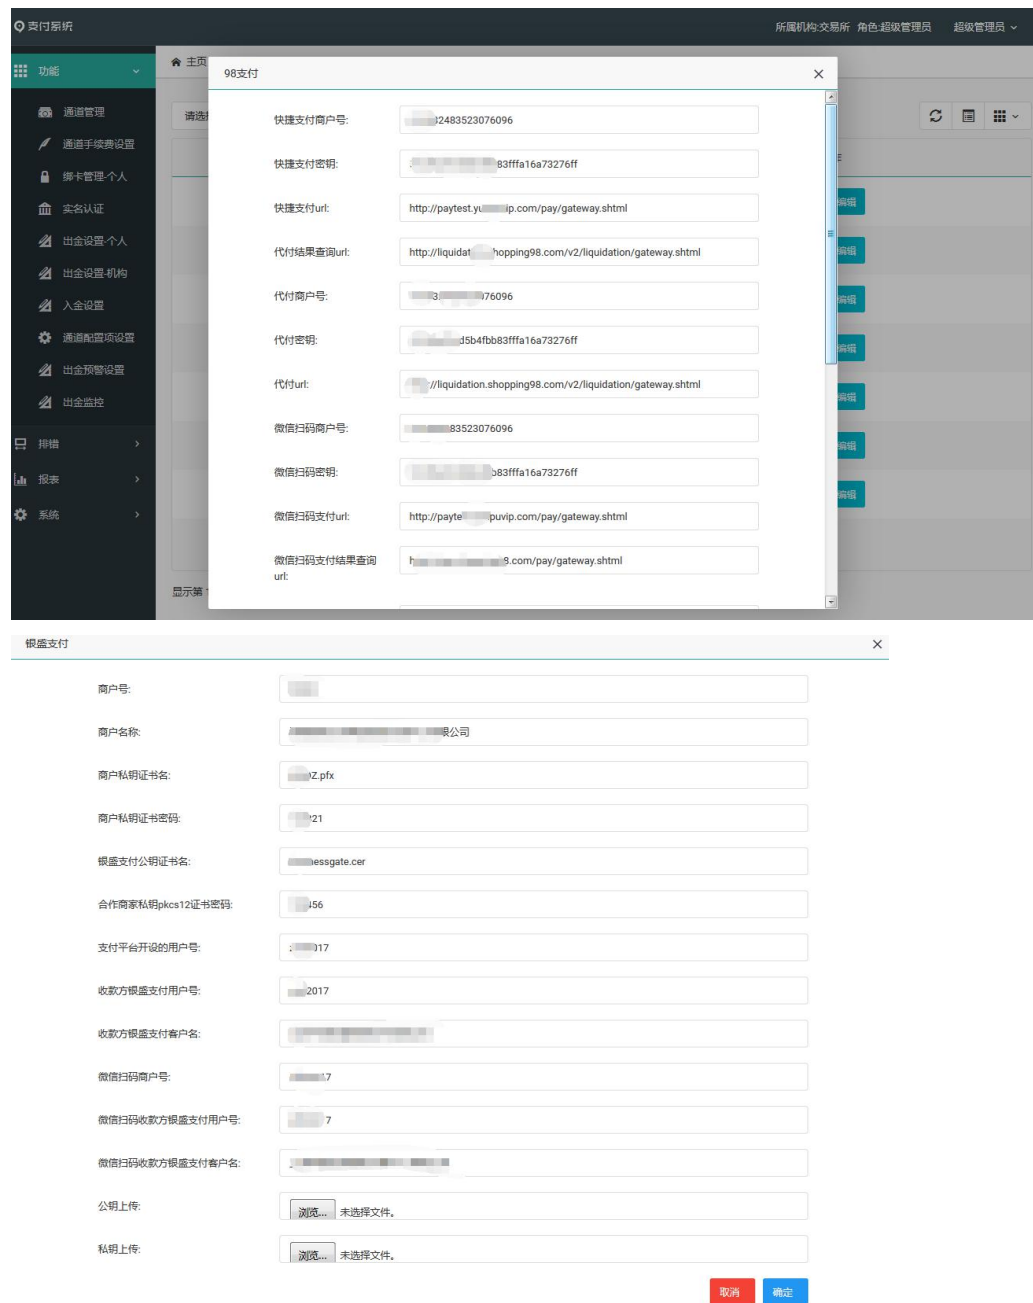 支付系统
所属机构:交易所 角色:超级管理员 超级管理员
功能
主页
98支付
通道管理
请选择
快捷支付商户号: 32483523076096
通道手续费设置
绑卡管理-个人
快捷支付密钥: 83fffa16a73276ff
实名认证
快捷支付url: http://paytest.yu ip.com/pay/gateway.shtml
编辑
出金设置-个人
代付结果查询url: http://liquidat hopping98.com/v2/liquidation/gateway.shtml
编辑
出金设置-机构
代付商户号: 3 076096
编辑
入金设置
通道配置项设置
代付密钥: d5b4fbb83fffa16a73276ff
编辑
出金预警设置
代付url: ://liquidation.shopping98.com/v2/liquidation/gateway.shtml
编辑
出金监控
微信扫码商户号: 83523076096
排错
编辑
微信扫码密钥: b83fffa16a73276ff
报表
编辑
系统
微信扫码支付url: http://payte puvip.com/pay/gateway.shtml
微信扫码支付结果查询 h 8.com/pay/gateway.shtml
url:
显示第 1
银盛支付
商户号:
商户名称: 限公司
商户私钥证书名: Z.pfx
商户私钥证书密码: 21
银盛支付公钥证书名: nessgate.cer
合作商家私钥pkcs12证书密码: 456
支付平台开设的用户号: 017
收款方银盛支付用户号: 2017
收款方银盛支付客户名:
微信扫码商户号: 7
微信扫码收款方银盛支付用户号: 7
微信扫码收款方银盛支付客户名:
公钥上传: 浏览... 未选择文件。
私钥上传: 浏览... 未选择文件。
取消 确定